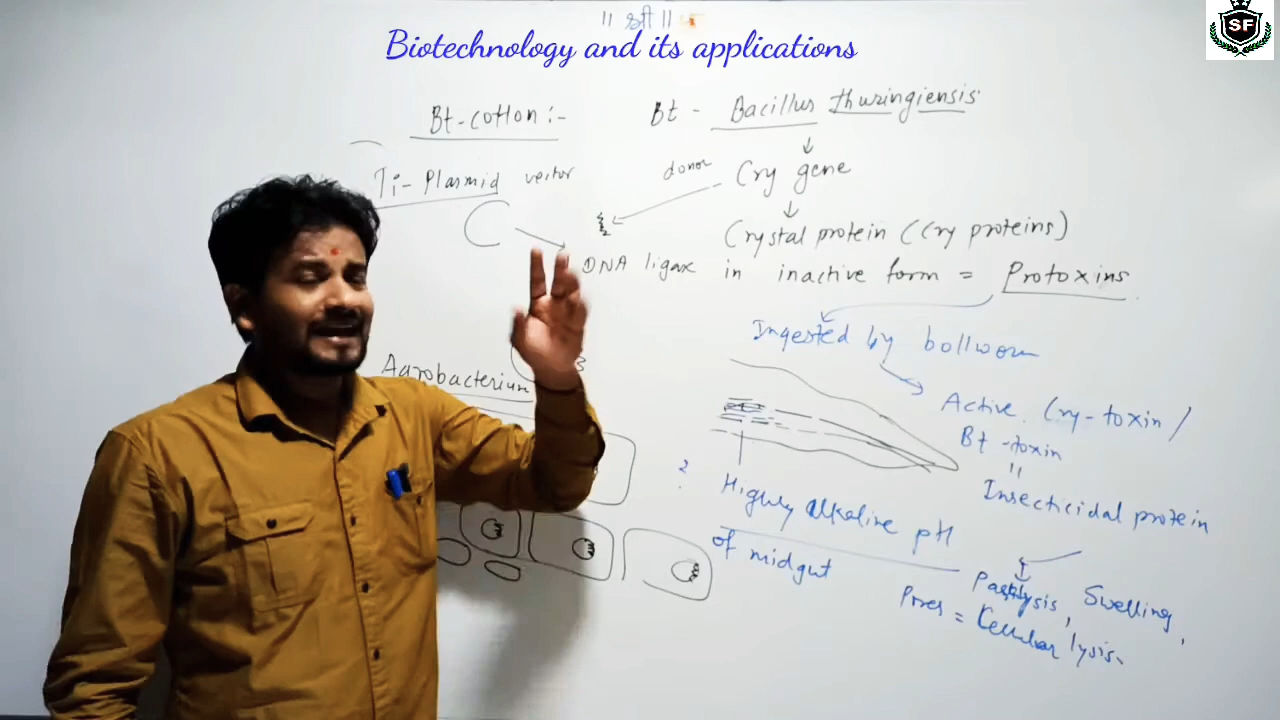 || श्री ||
SF
Biotechnology and its applications
Bt-cotton :-
Bt - Bacillus thuringiensis
Ti-Plasmid vector
donor
Cry gene
Crystal protein (Cry proteins)
DNA ligase in inactive form = Protoxins
Ingested by bollworm
Agrobacterium
Active Cry-toxin /
Bt-toxin
"
Insecticidal protein
?
Highly alkaline pH
of midgut
Paralysis, Swelling,
Pores = Cellular lysis.